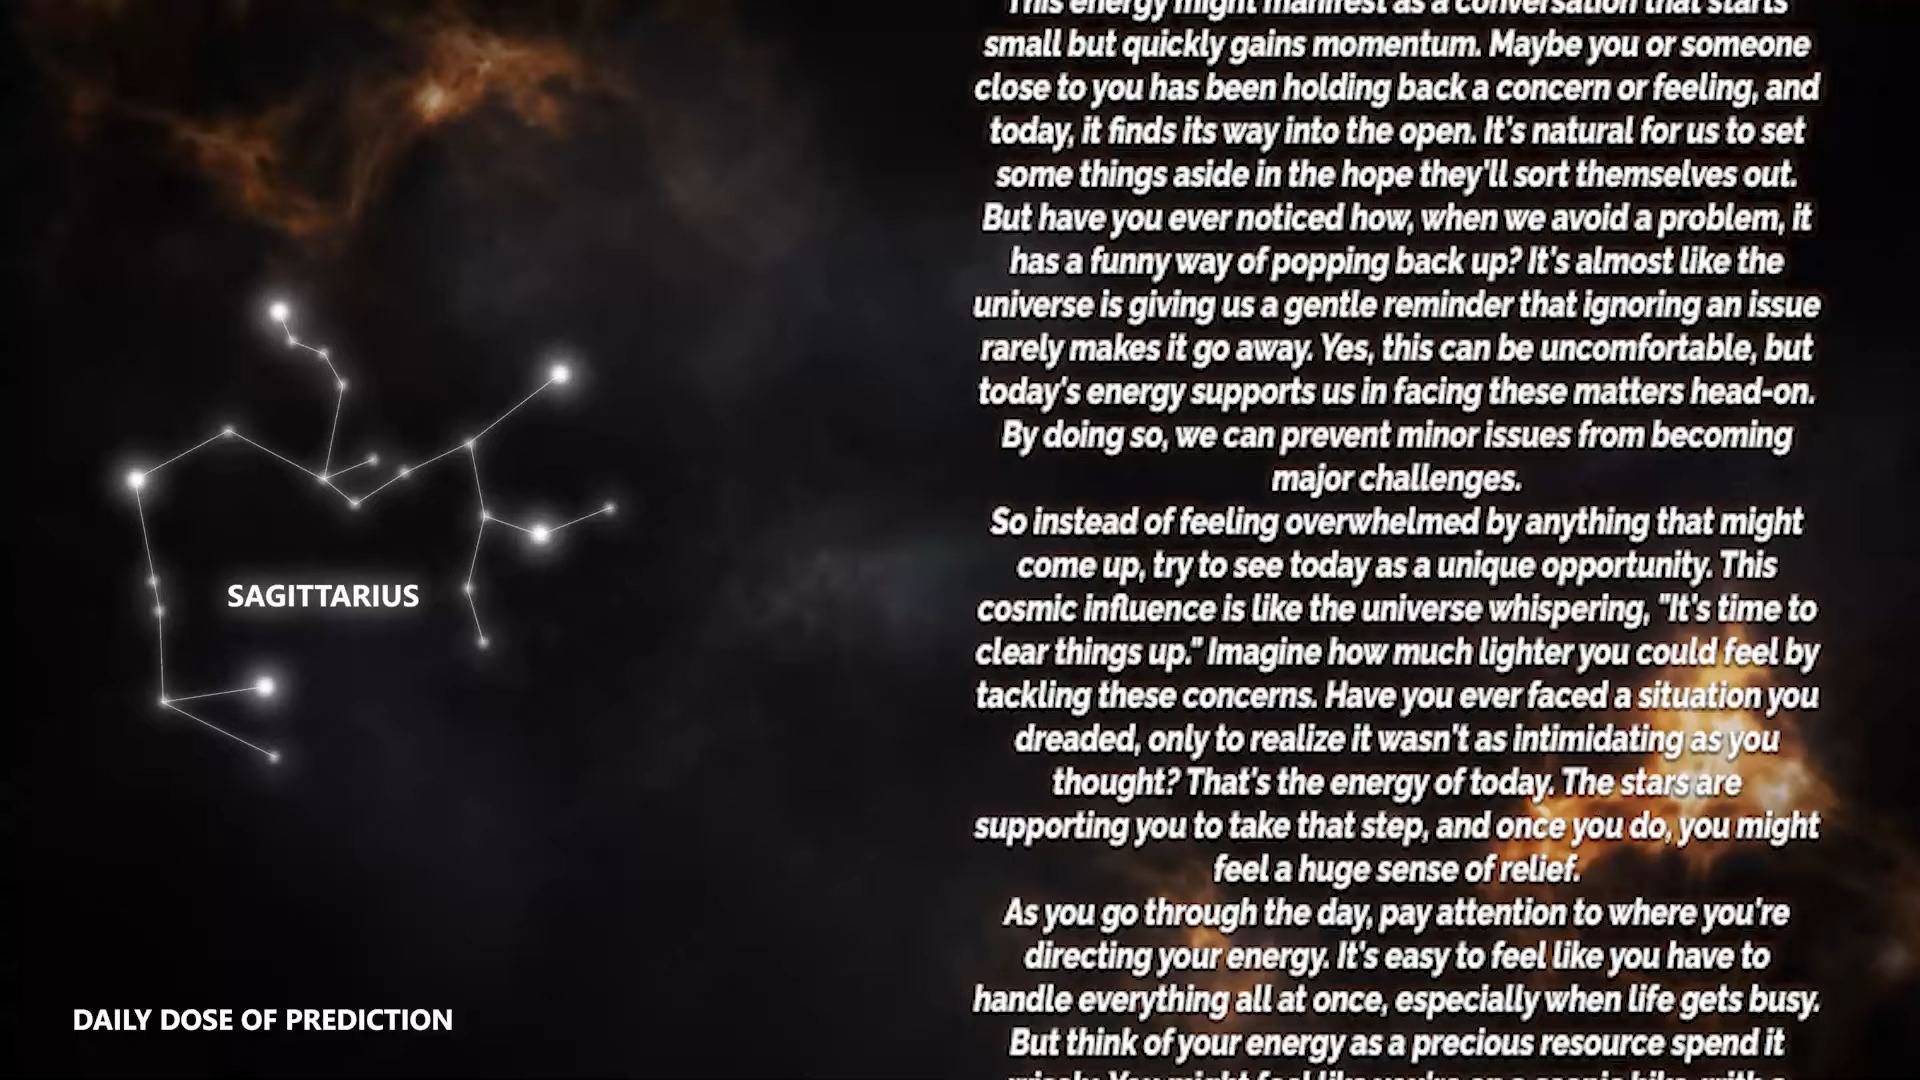 This energy might manifest as a conversation that starts
small but quickly gains momentum. Maybe you or someone
close to you has been holding back a concern or feeling, and
today, it finds its way into the open. It's natural for us to set
some things aside in the hope they'll sort themselves out.
But have you ever noticed how, when we avoid a problem, it
has a funny way of popping back up? It's almost like the
universe is giving us a gentle reminder that ignoring an issue
rarely makes it go away. Yes, this can be uncomfortable, but
today's energy supports us in facing these matters head-on.
By doing so, we can prevent minor issues from becoming
major challenges.
So instead of feeling overwhelmed by anything that might
come up, try to see today as a unique opportunity. This
cosmic influence is like the universe whispering, "It's time to
clear things up." Imagine how much lighter you could feel by
tackling these concerns. Have you ever faced a situation you
dreaded, only to realize it wasn't as intimidating as you
thought? That's the energy of today. The stars are
supporting you to take that step, and once you do, you might
feel a huge sense of relief.
As you go through the day, pay attention to where you're
directing your energy. It's easy to feel like you have to
handle everything all at once, especially when life gets busy.
But think of your energy as a precious resource spend it
SAGITTARIUS
DAILY DOSE OF PREDICTION